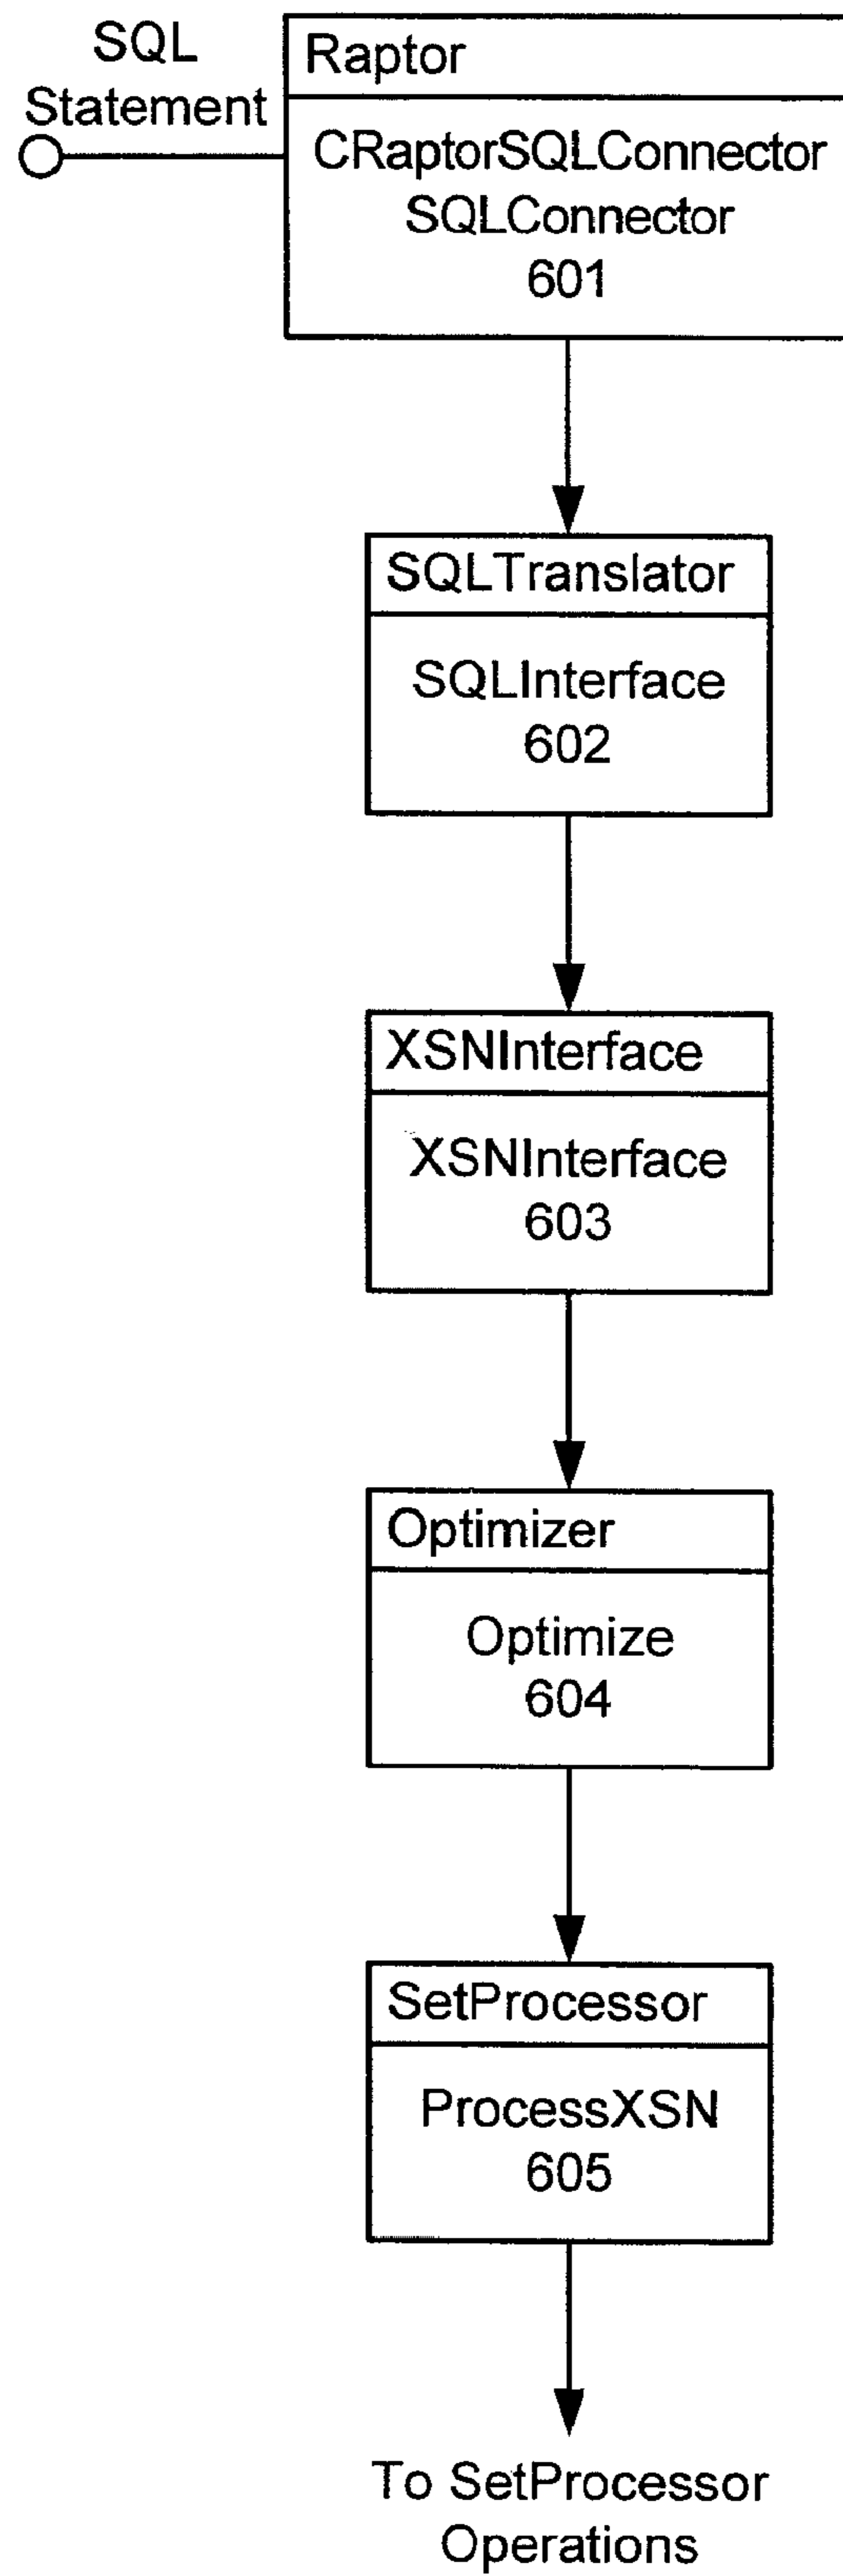 SQL
Statement
Raptor
CRaptorSQLConnector
SQLConnector
601
SQLTranslator
SQLInterface
602
XSNInterface
XSNInterface
603
Optimizer
Optimize
604
SetProcessor
ProcessXSN
605
To SetProcessor
Operations